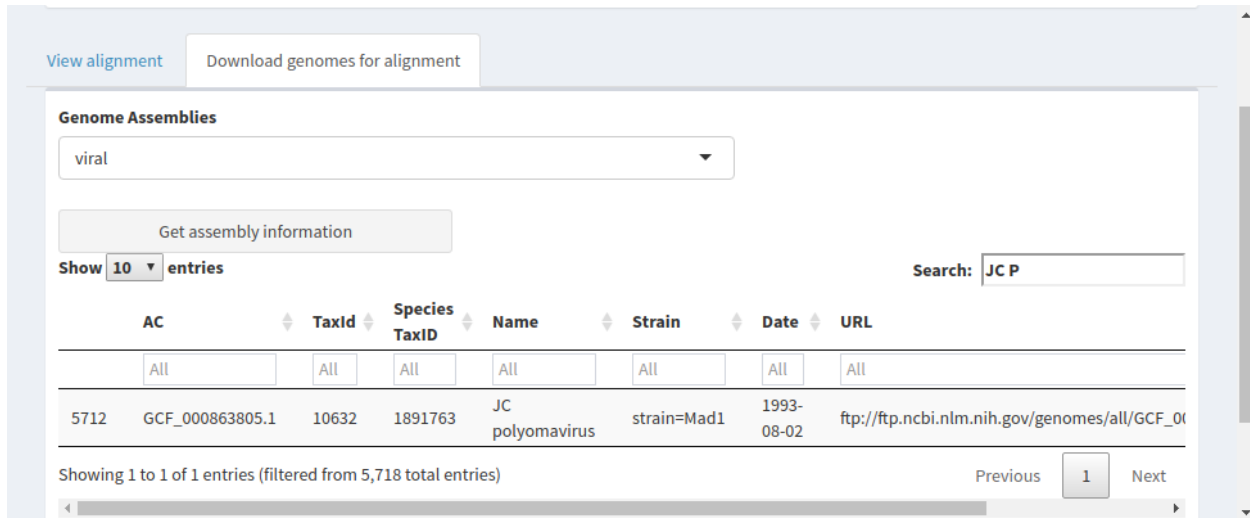 View alignment Download genomes for alignment
Genome Assemblies
viral
Get assembly information
Show 10 entries Search: JC P
AC TaxId Species TaxID Name Strain Date URL
All All All All All All All
5712 GCF_000863805.1 10632 1891763 JC polyomavirus strain=Mad1 1993-08-02 ftp://ftp.ncbi.nlm.nih.gov/genomes/all/GCF_00
Showing 1 to 1 of 1 entries (filtered from 5,718 total entries) Previous 1 Next